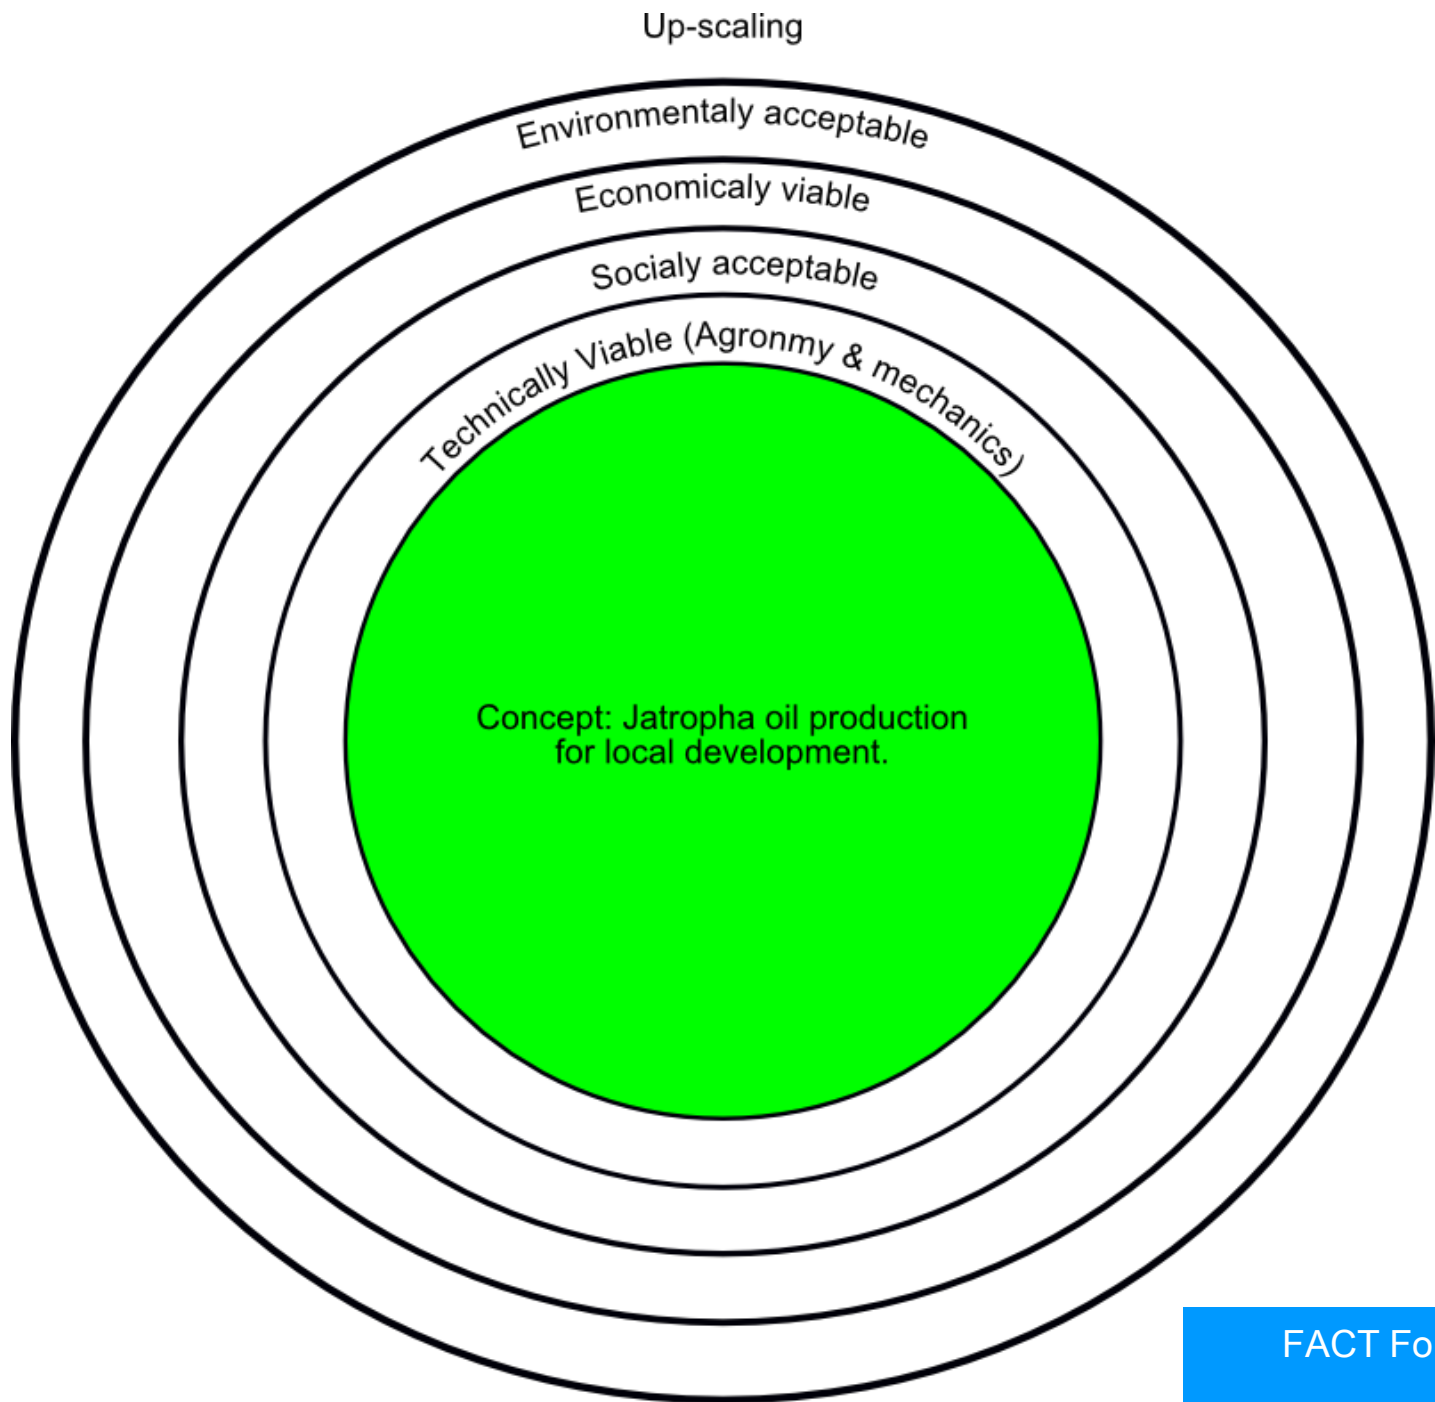 Up-scaling
Environmentaly acceptable
Economicaly viable
Socialy acceptable
Technically Viable (Agronmy & mechanics)
Concept: Jatropha oil production
for local development.
FACT Fo